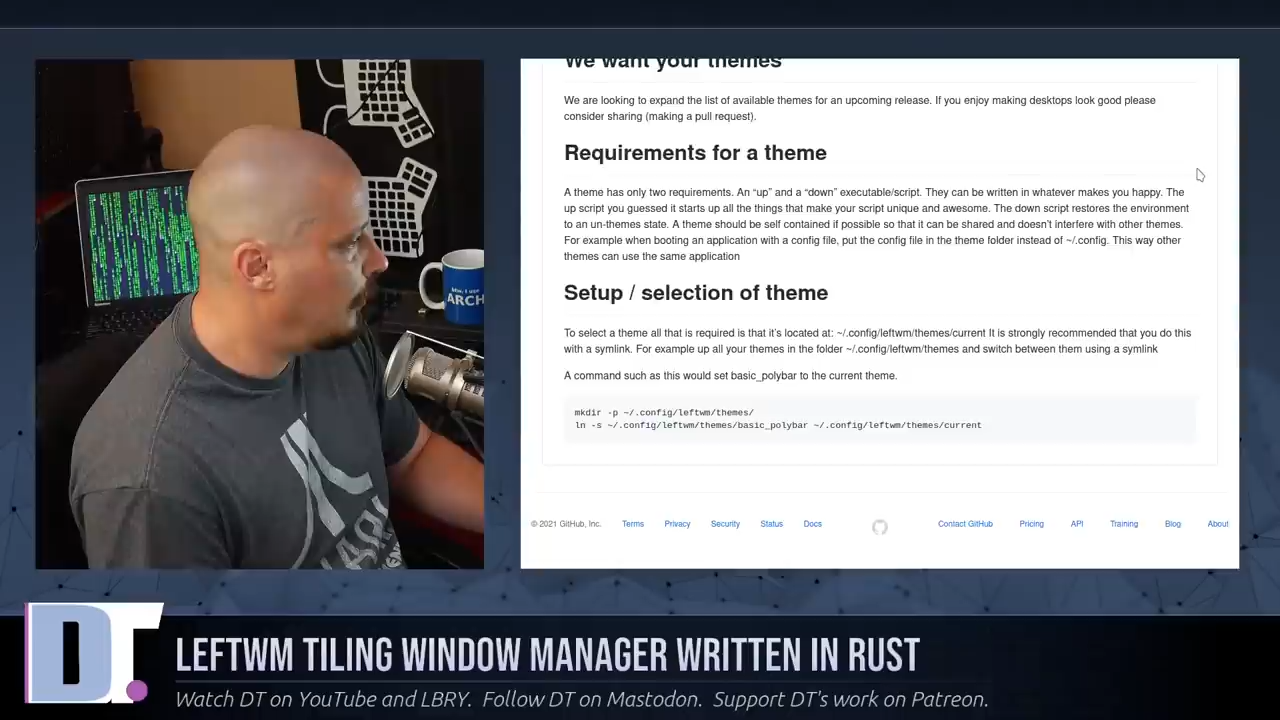 We want your themes
We are looking to expand the list of available themes for an upcoming release. If you enjoy making desktops look good please
consider sharing (making a pull request).
Requirements for a theme
A theme has only two requirements. An “up” and a “down” executable/script. They can be written in whatever makes you happy. The
up script you guessed it starts up all the things that make your script unique and awesome. The down script restores the environment
to an un-themes state. A theme should be self contained if possible so that it can be shared and doesn’t interfere with other themes.
For example when booting an application with a config file, put the config file in the theme folder instead of ~/.config. This way other
themes can use the same application
Setup / selection of theme
To select a theme all that is required is that it’s located at: ~/.config/leftwm/themes/current It is strongly recommended that you do this
with a symlink. For example up all your themes in the folder ~/.config/leftwm/themes and switch between them using a symlink
A command such as this would set basic_polybar to the current theme.
mkdir -p ~/.config/leftwm/themes/
ln -s ~/.config/leftwm/themes/basic_polybar ~/.config/leftwm/themes/current
© 2021 GitHub, Inc. Terms Privacy Security Status Docs Contact GitHub Pricing API Training Blog About
ARCH
DT.
LEFTWM TILING WINDOW MANAGER WRITTEN IN RUST
Watch DT on YouTube and LBRY. Follow DT on Mastodon. Support DT's work on Patreon.